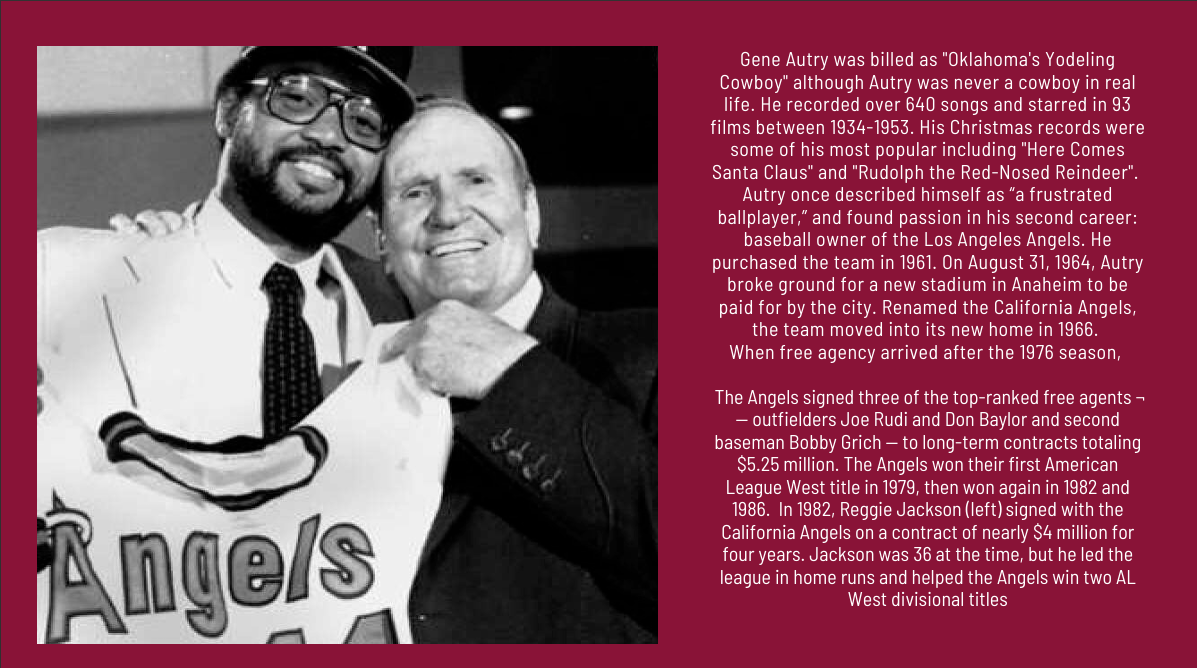 Gene Autry was billed as "Oklahoma's Yodeling
Cowboy" although Autry was never a cowboy in real
life. He recorded over 640 songs and starred in 93
films between 1934-1953. His Christmas records were
some of his most popular including "Here Comes
Santa Claus" and "Rudolph the Red-Nosed Reindeer".
Autry once described himself as “a frustrated
ballplayer,” and found passion in his second career:
baseball owner of the Los Angeles Angels. He
purchased the team in 1961. On August 31, 1964, Autry
broke ground for a new stadium in Anaheim to be
paid for by the city. Renamed the California Angels,
the team moved into its new home in 1966.
When free agency arrived after the 1976 season,
The Angels signed three of the top-ranked free agents ¬
— outfielders Joe Rudi and Don Baylor and second
baseman Bobby Grich — to long-term contracts totaling
$5.25 million. The Angels won their first American
League West title in 1979, then won again in 1982 and
1986.  In 1982, Reggie Jackson (left) signed with the
California Angels on a contract of nearly $4 million for
four years. Jackson was 36 at the time, but he led the
league in home runs and helped the Angels win two AL
West divisional titles
Angels